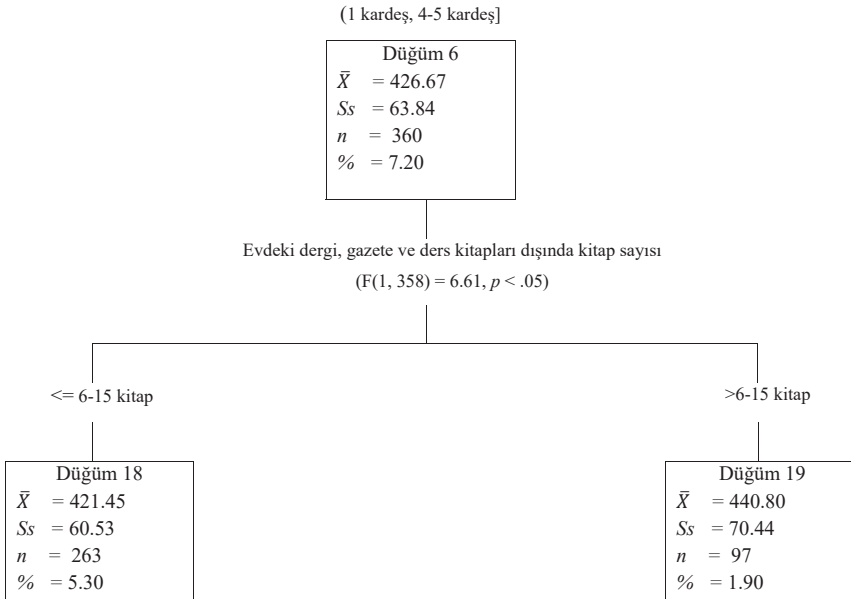 (1 kardeş, 4-5 kardeş]
Düğüm 6
X̄ = 426.67
Ss = 63.84
n = 360
% = 7.20
Evdeki dergi, gazete ve ders kitapları dışında kitap sayısı
(F(1, 358) = 6.61, p < .05)
<= 6-15 kitap
>6-15 kitap
Düğüm 18
X̄ = 421.45
Ss = 60.53
n = 263
% = 5.30
Düğüm 19
X̄ = 440.80
Ss = 70.44
n = 97
% = 1.90